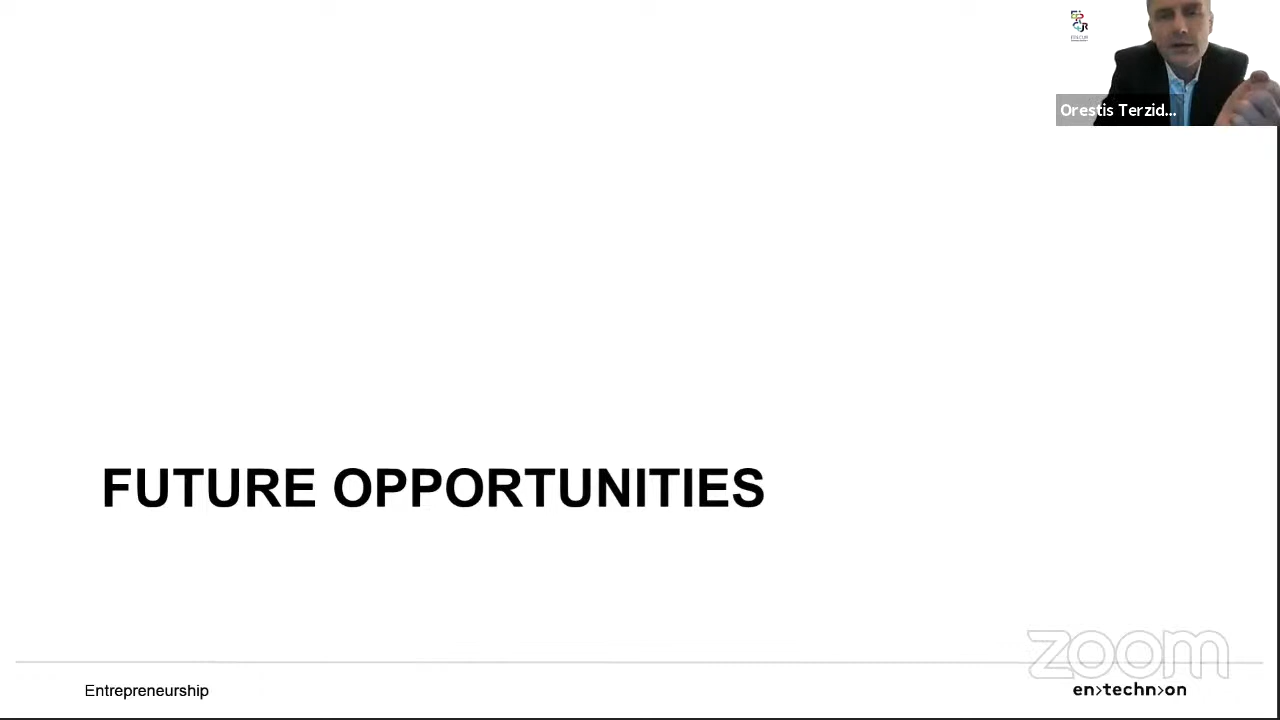 Orestis Terzid...
FUTURE OPPORTUNITIES
zoom
Entrepreneurship
en>techn>on